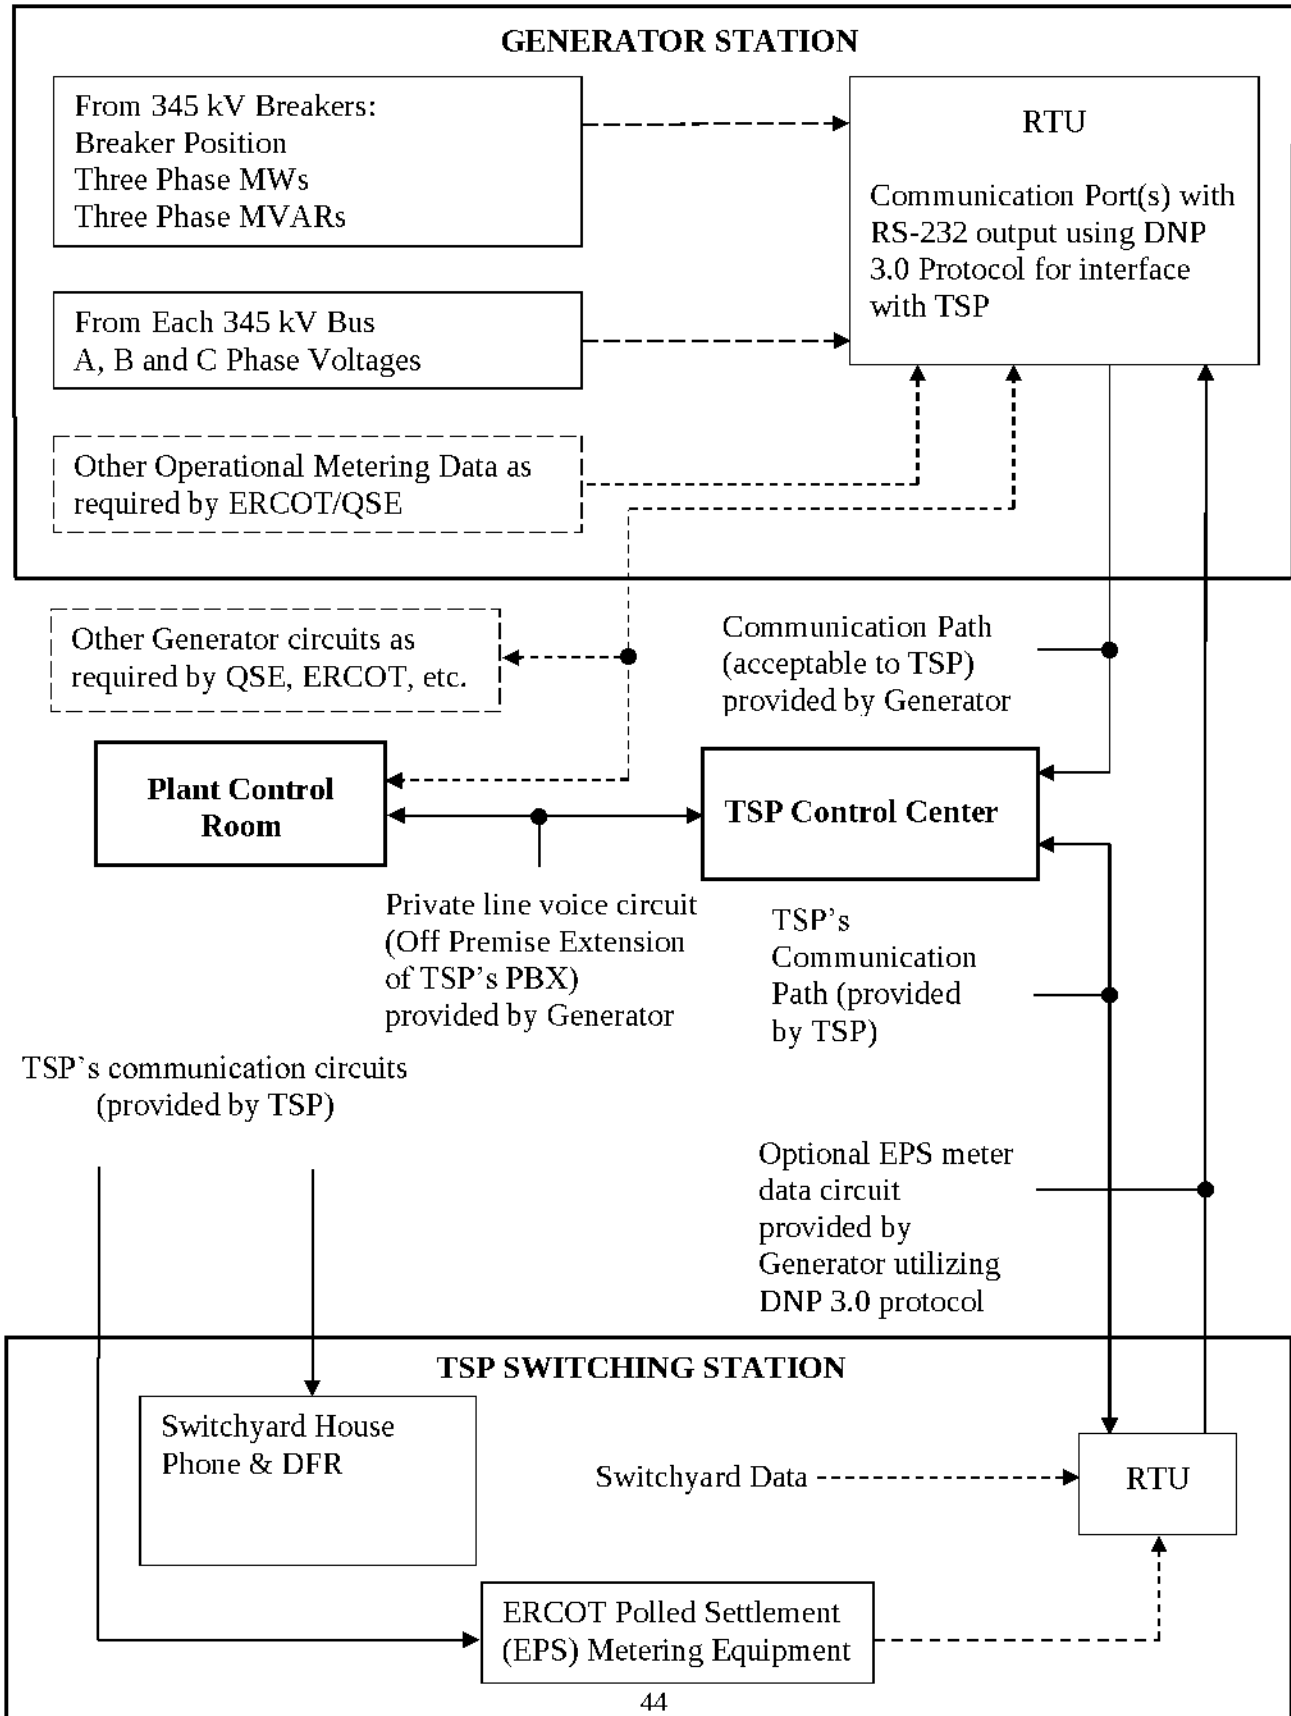 GENERATOR STATION
From 345 kV Breakers:
Breaker Position
Three Phase MWs
Three Phase MVARs
RTU
Communication Port(s) with
RS-232 output using DNP
3.0 Protocol for interface
with TSP
From Each 345 kV Bus
A, B and C Phase Voltages
Other Operational Metering Data as
required by ERCOT/QSE
Other Generator circuits as
required by QSE, ERCOT, etc.
Communication Path
(acceptable to TSP)
provided by Generator
Plant Control
Room
TSP Control Center
Private line voice circuit
(Off Premise Extension
of TSP’s PBX)
provided by Generator
TSP’s
Communication
Path (provided
by TSP)
TSP’s communication circuits
(provided by TSP)
Optional EPS meter
data circuit
provided by
Generator utilizing
DNP 3.0 protocol
TSP SWITCHING STATION
Switchyard House
Phone & DFR
Switchyard Data
RTU
ERCOT Polled Settlement
(EPS) Metering Equipment
44